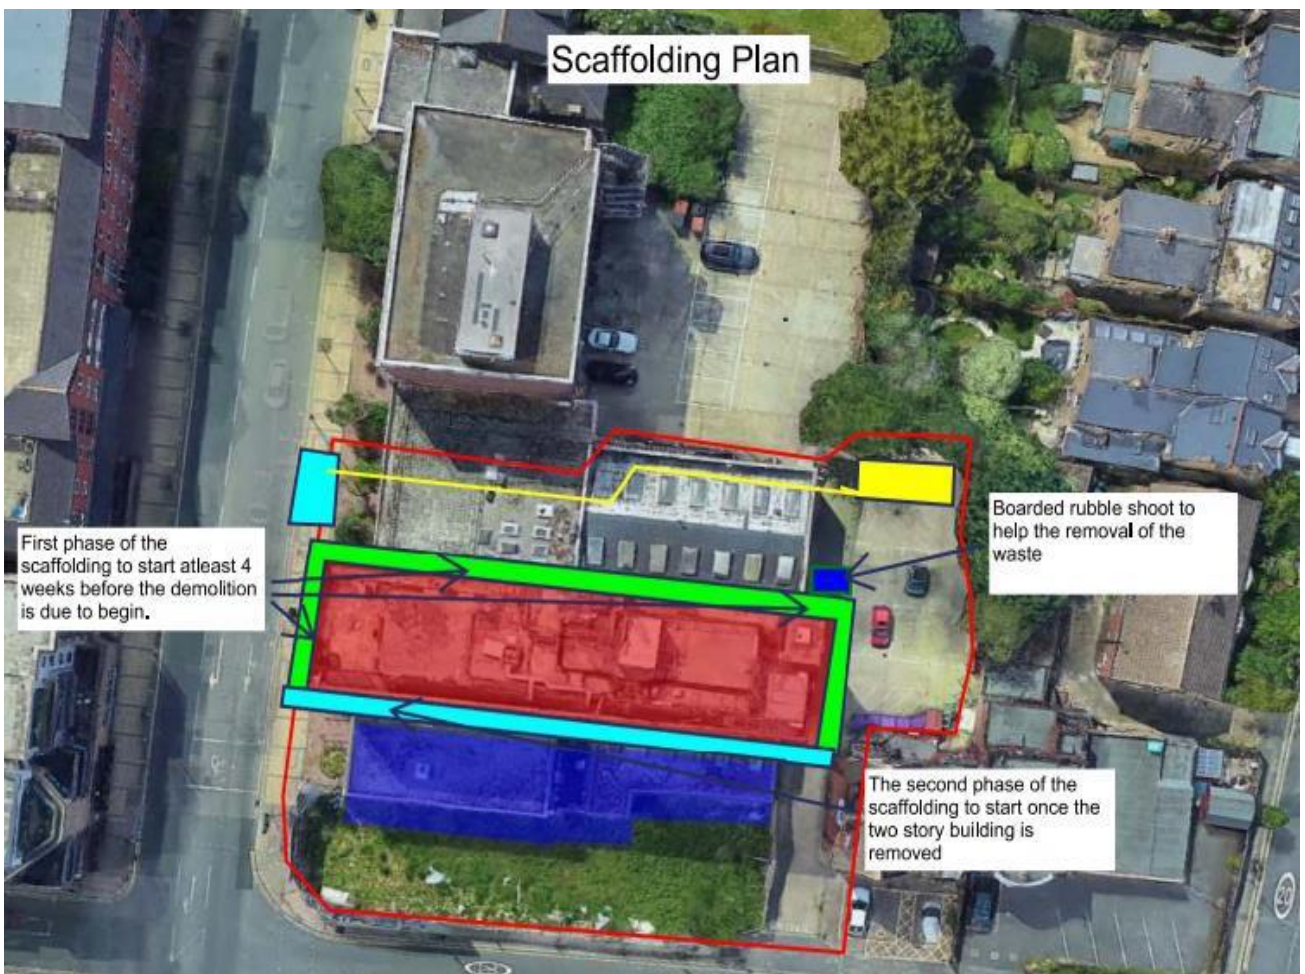 Scaffolding Plan
Boarded rubble shoot to
help the removal of the
waste
First phase of the
scaffolding to start atleast 4
weeks before the demolition
is due to begin.
The second phase of the
scaffolding to start once the
two story building is
removed
20